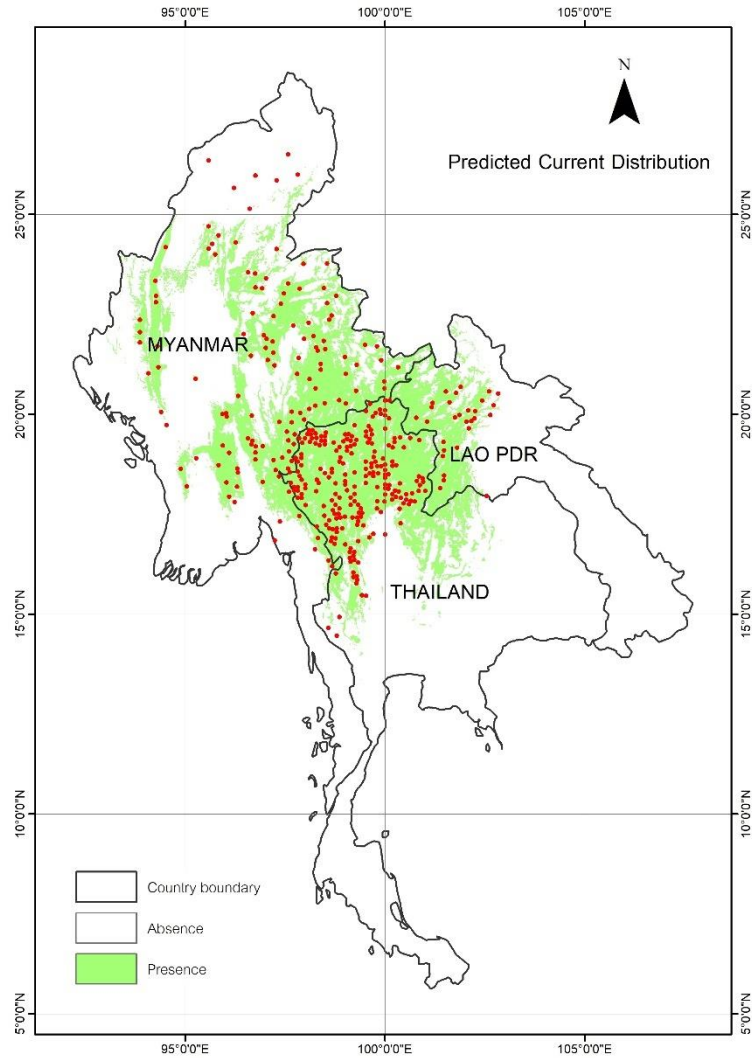 95°0'0"E 100°0'0"E 105°0'0"E
N
Predicted Current Distribution
25°0'0"N 25°0'0"N
MYANMAR
20°0'0"N 20°0'0"N
LAO PDR
THAILAND
15°0'0"N 15°0'0"N
10°0'0"N 10°0'0"N
Country boundary
Absence
Presence
5°0'0"N 5°0'0"N
95°0'0"E 100°0'0"E 105°0'0"E